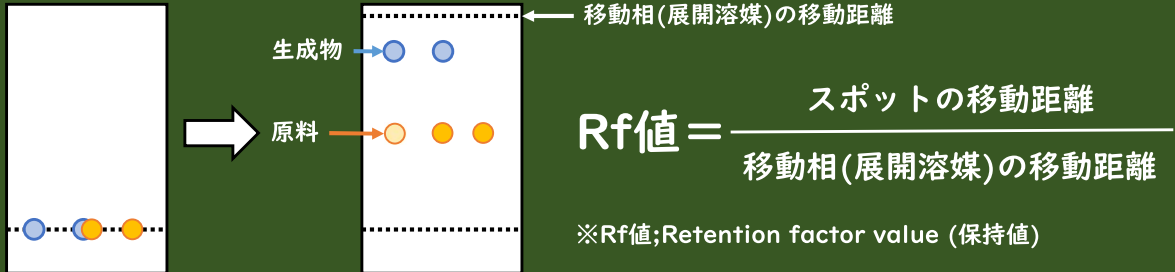 移動相(展開溶媒)の移動距離
生成物
原料
Rf値＝
スポットの移動距離
移動相(展開溶媒)の移動距離
※Rf値;Retention factor value (保持値)